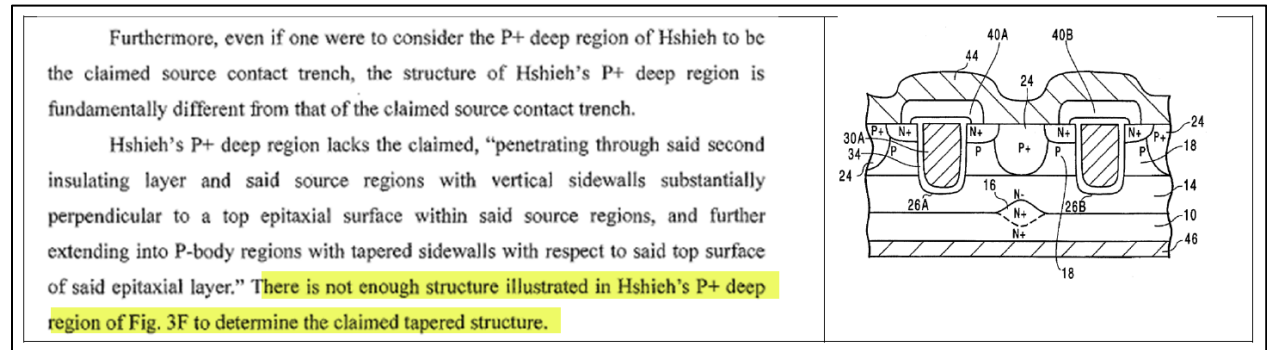 Furthermore, even if one were to consider the P+ deep region of Hshieh to be
the claimed source contact trench, the structure of Hshieh's P+ deep region is
fundamentally different from that of the claimed source contact trench.
Hshieh's P+ deep region lacks the claimed, “penetrating through said second
insulating layer and said source regions with vertical sidewalls substantially
perpendicular to a top epitaxial surface within said source regions, and further
extending into P-body regions with tapered sidewalls with respect to said top surface
of said epitaxial layer.” There is not enough structure illustrated in Hshieh's P+ deep
region of Fig. 3F to determine the claimed tapered structure.
40A 40B
44
24
P+ N+ N+ N+ N+ P+ 24
30A P P P+ P P 18
34
24
26A 16 N- 26B 14
N+ 10
N+
18 46